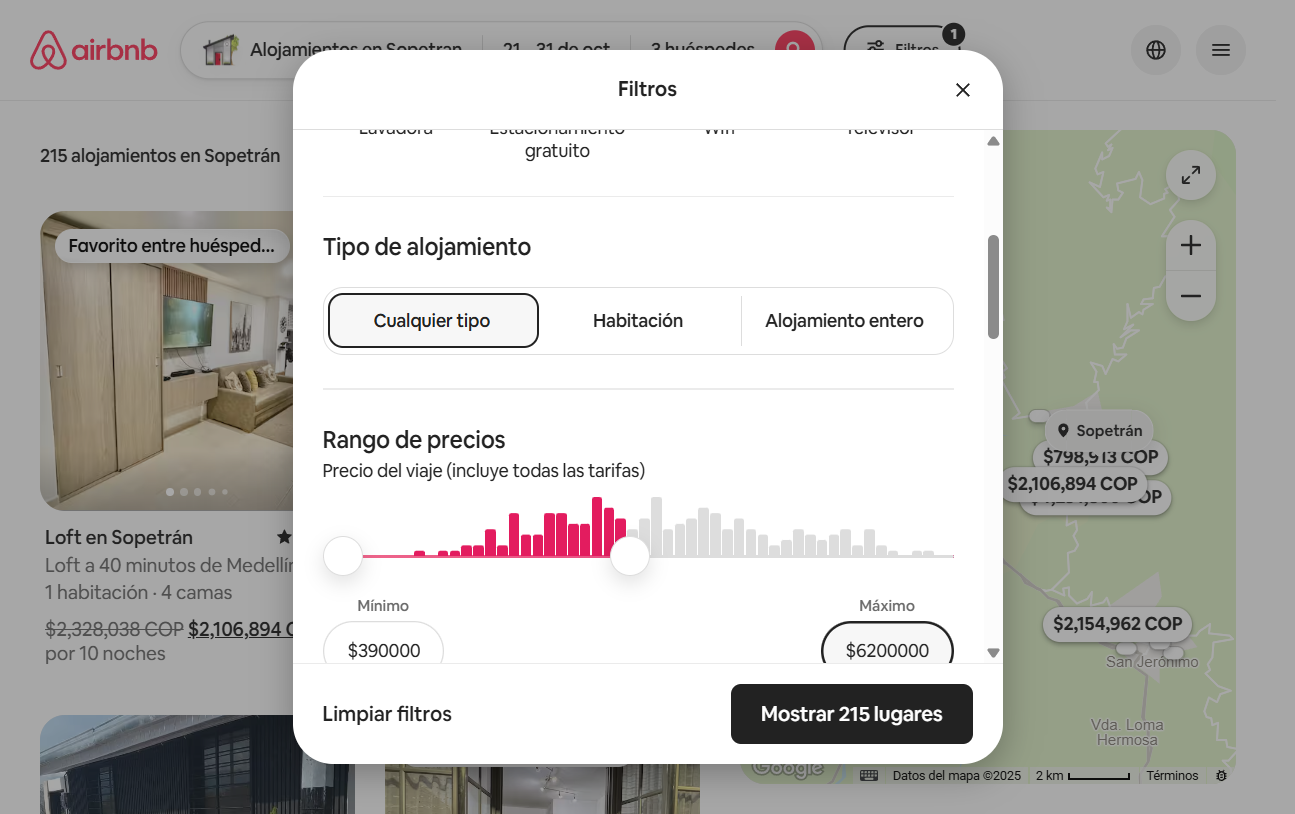 airbnb
Alojamientos en Sopetran
21 – 31 de oct
3 huéspedes
Filtros
1
Filtros
215 alojamientos en Sopetrán
Lavadora
Estacionamiento
gratuito
Wifi
Televisor
Favorito entre huésped...
Tipo de alojamiento
Cualquier tipo
Habitación
Alojamiento entero
Rango de precios
Precio del viaje (incluye todas las tarifas)
Mínimo
Máximo
$390000
$6200000
Limpiar filtros
Mostrar 215 lugares
Loft en Sopetrán
Loft a 40 minutos de Medellín
1 habitación · 4 camas
$2,328,038 COP $2,106,894
por 10 noches
Sopetrán
$798,913 COP
$2,106,894 COP
COP
$2,154,962 COP
San Jerónimo
Vda. Loma
Hermosa
Google
Datos del mapa ©2025
2 km
Términos